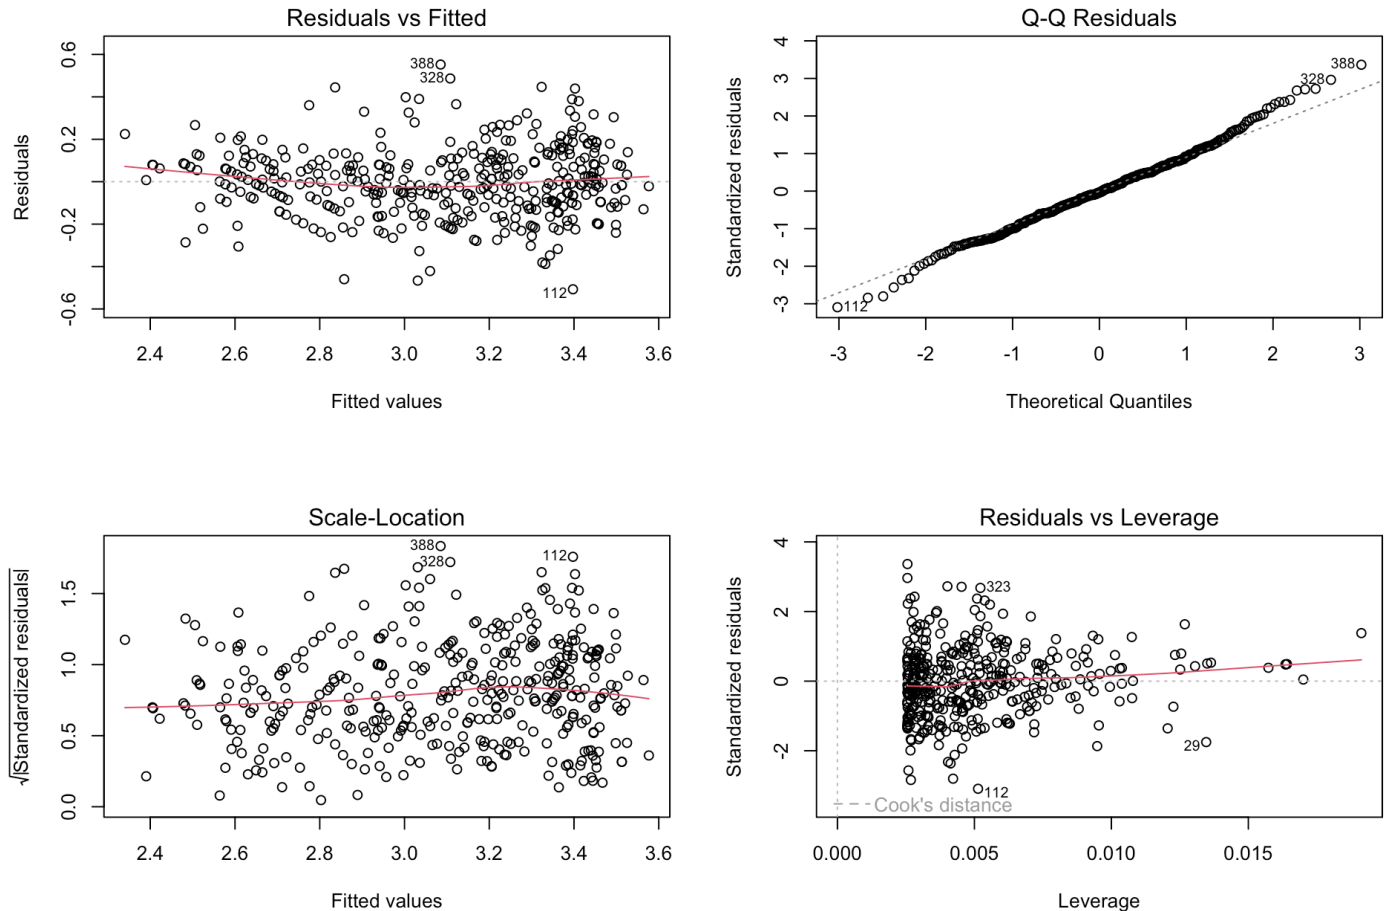 Residuals vs Fitted
Residuals
0.6
0.2
-0.2
-0.6
388
328
112
2.4 2.6 2.8 3.0 3.2 3.4 3.6
Fitted values
Q-Q Residuals
Standardized residuals
4
3
2
1
0
-1
-2
-3
388
328
112
-3 -2 -1 0 1 2 3
Theoretical Quantiles
Scale-Location
√|Standardized residuals|
1.5
1.0
0.5
0.0
388
328
112
2.4 2.6 2.8 3.0 3.2 3.4 3.6
Fitted values
Residuals vs Leverage
Standardized residuals
4
2
0
-2
323
29
112
Cook's distance
0.000 0.005 0.010 0.015
Leverage